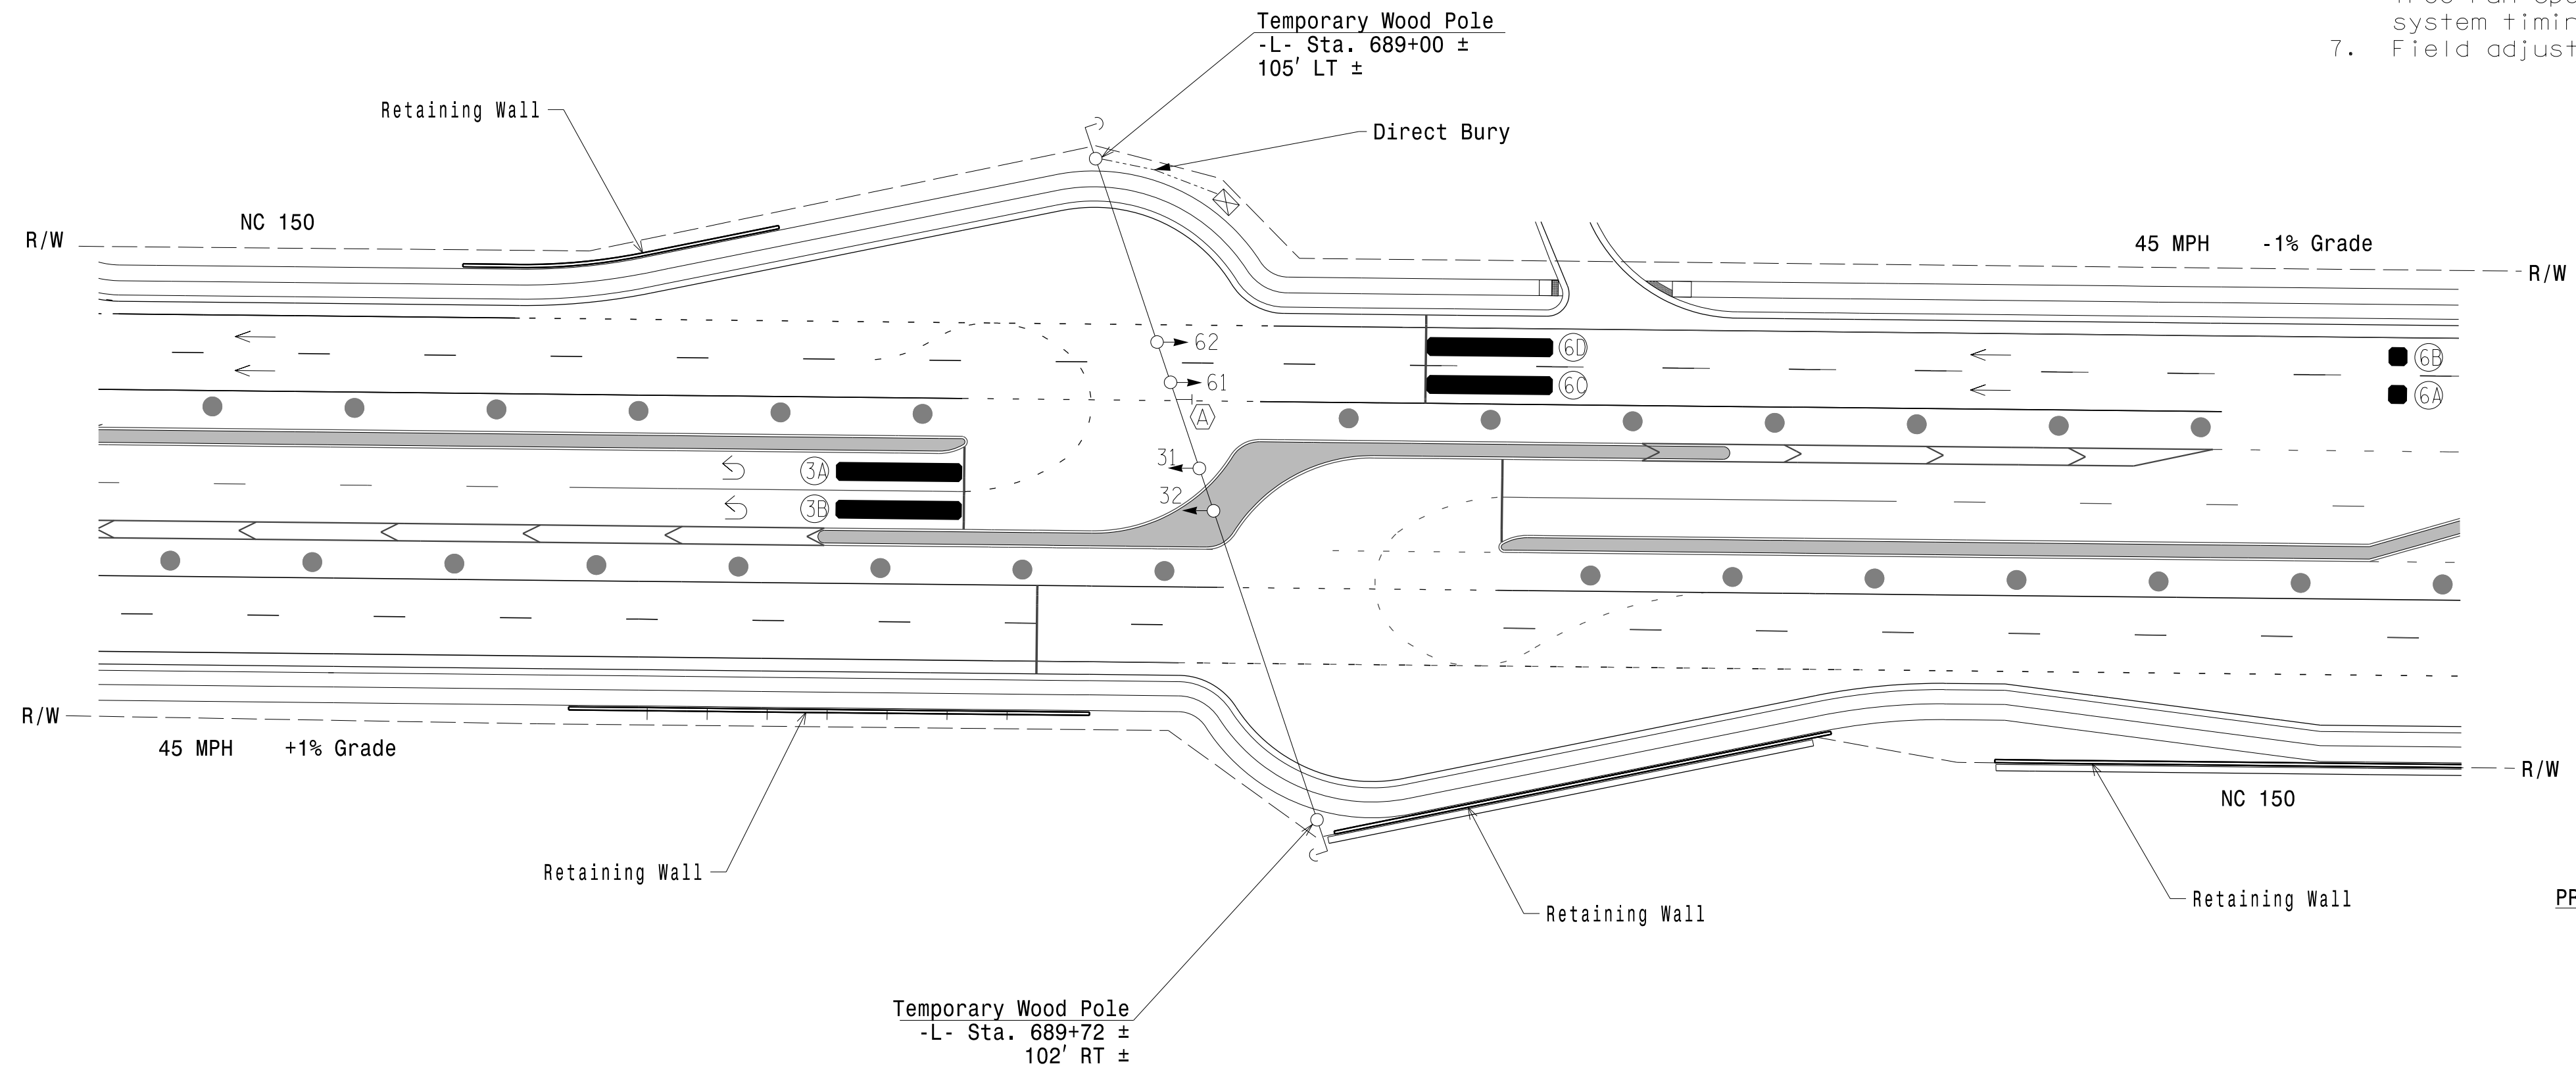 system timin
7. Field adjust
Temporary Wood Pole
-L- Sta. 689+00 ±
105' LT ±
Retaining Wall
Direct Bury
NC 150
R/W
45 MPH -1% Grade
R/W
62
6D
6B
61
6C
6A
A
31
3A
32
3B
R/W
45 MPH +1% Grade
R/W
NC 150
Retaining Wall
Retaining Wall
Retaining Wall
PR
Temporary Wood Pole
-L- Sta. 689+72 ±
102' RT ±